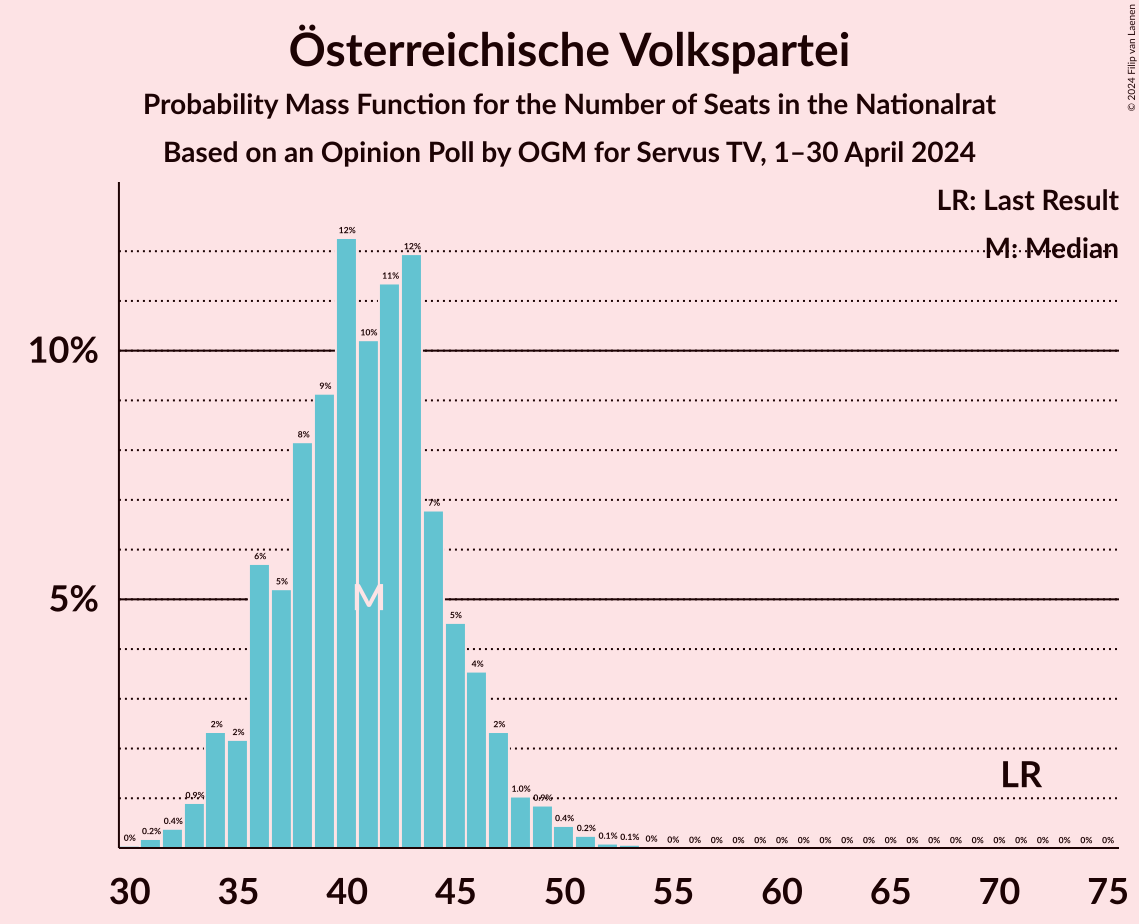 Österreichische Volkspartei
Probability Mass Function for the Number of Seats in the Nationalrat
Based on an Opinion Poll by OGM for Servus TV, 1–30 April 2024
© 2024 Filip van Laenen
LR: Last Result
M: Median
10%
5%
0% 0.2% 0.4% 0.9% 2% 2% 6% 5% 8% 9% 12% 10% 11% 12% 7% 5% 4% 2% 1.0% 0.9% 0.4% 0.2% 0.1% 0.1% 0% 0% 0% 0% 0% 0% 0% 0% 0% 0% 0% 0% 0% 0% 0% 0% 0% 0% 0% 0% 0% 0%
M
LR
30 35 40 45 50 55 60 65 70 75